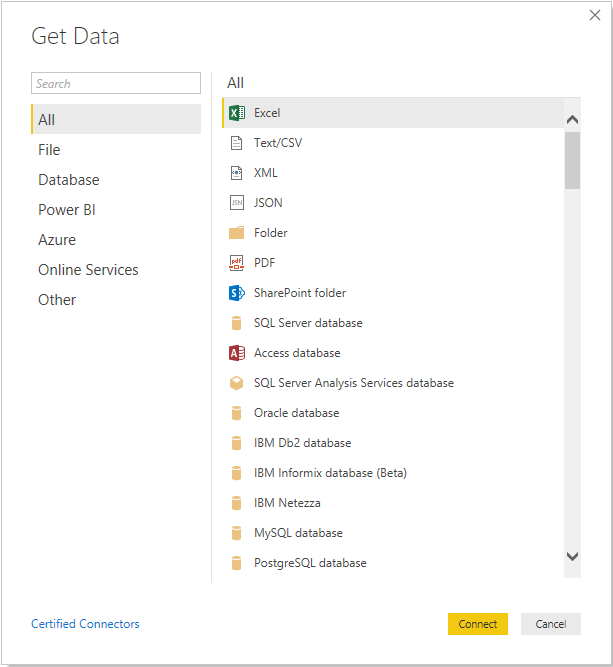 Get Data
Search
All
File
Database
Power BI
Azure
Online Services
Other
All
Excel
Text/CSV
XML
JSON
Folder
PDF
SharePoint folder
SQL Server database
Access database
SQL Server Analysis Services database
Oracle database
IBM Db2 database
IBM Informix database (Beta)
IBM Netezza
MySQL database
PostgreSQL database
Certified Connectors
Connect
Cancel